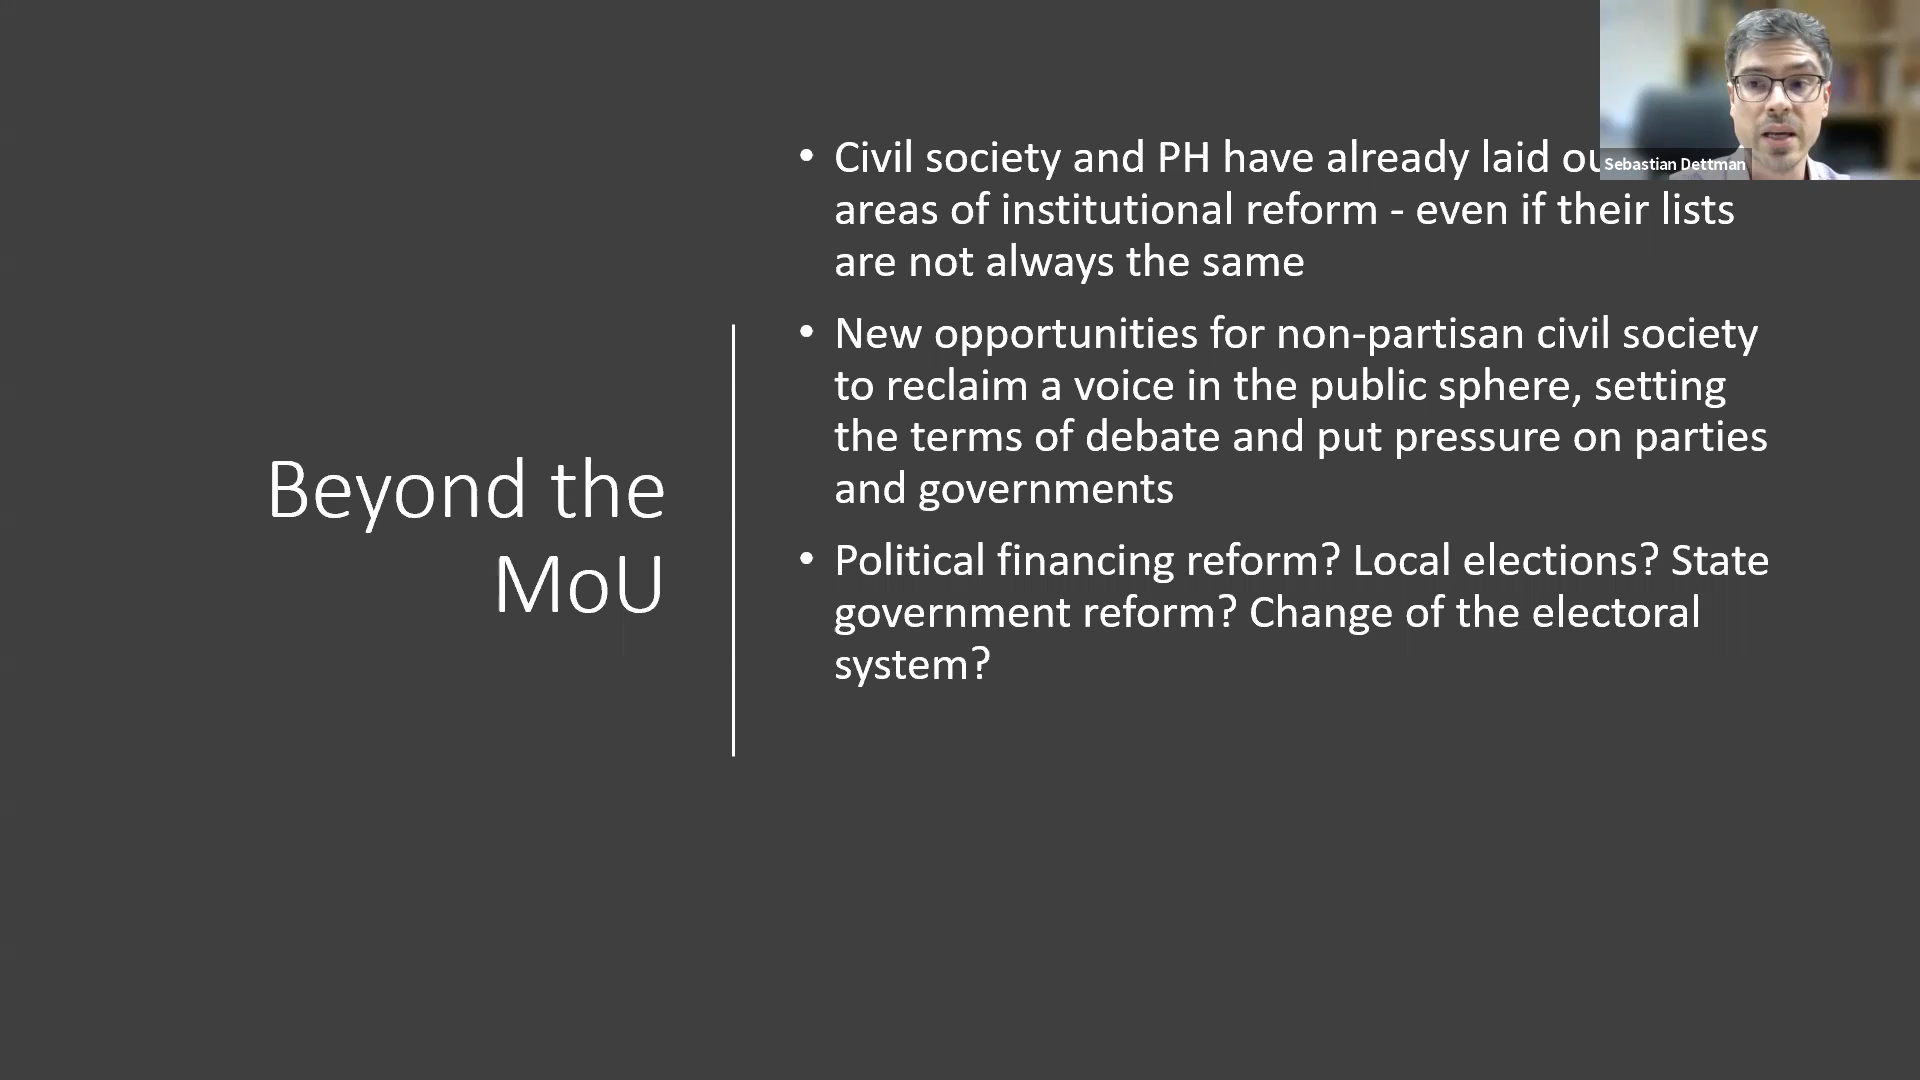 Beyond the
MoU
• Civil society and PH have already laid
areas of institutional reform - even if their lists
are not always the same
• New opportunities for non-partisan civil society
to reclaim a voice in the public sphere, setting
the terms of debate and put pressure on parties
and governments
• Political financing reform? Local elections? State
government reform? Change of the electoral
system?
Sebastian Dettman